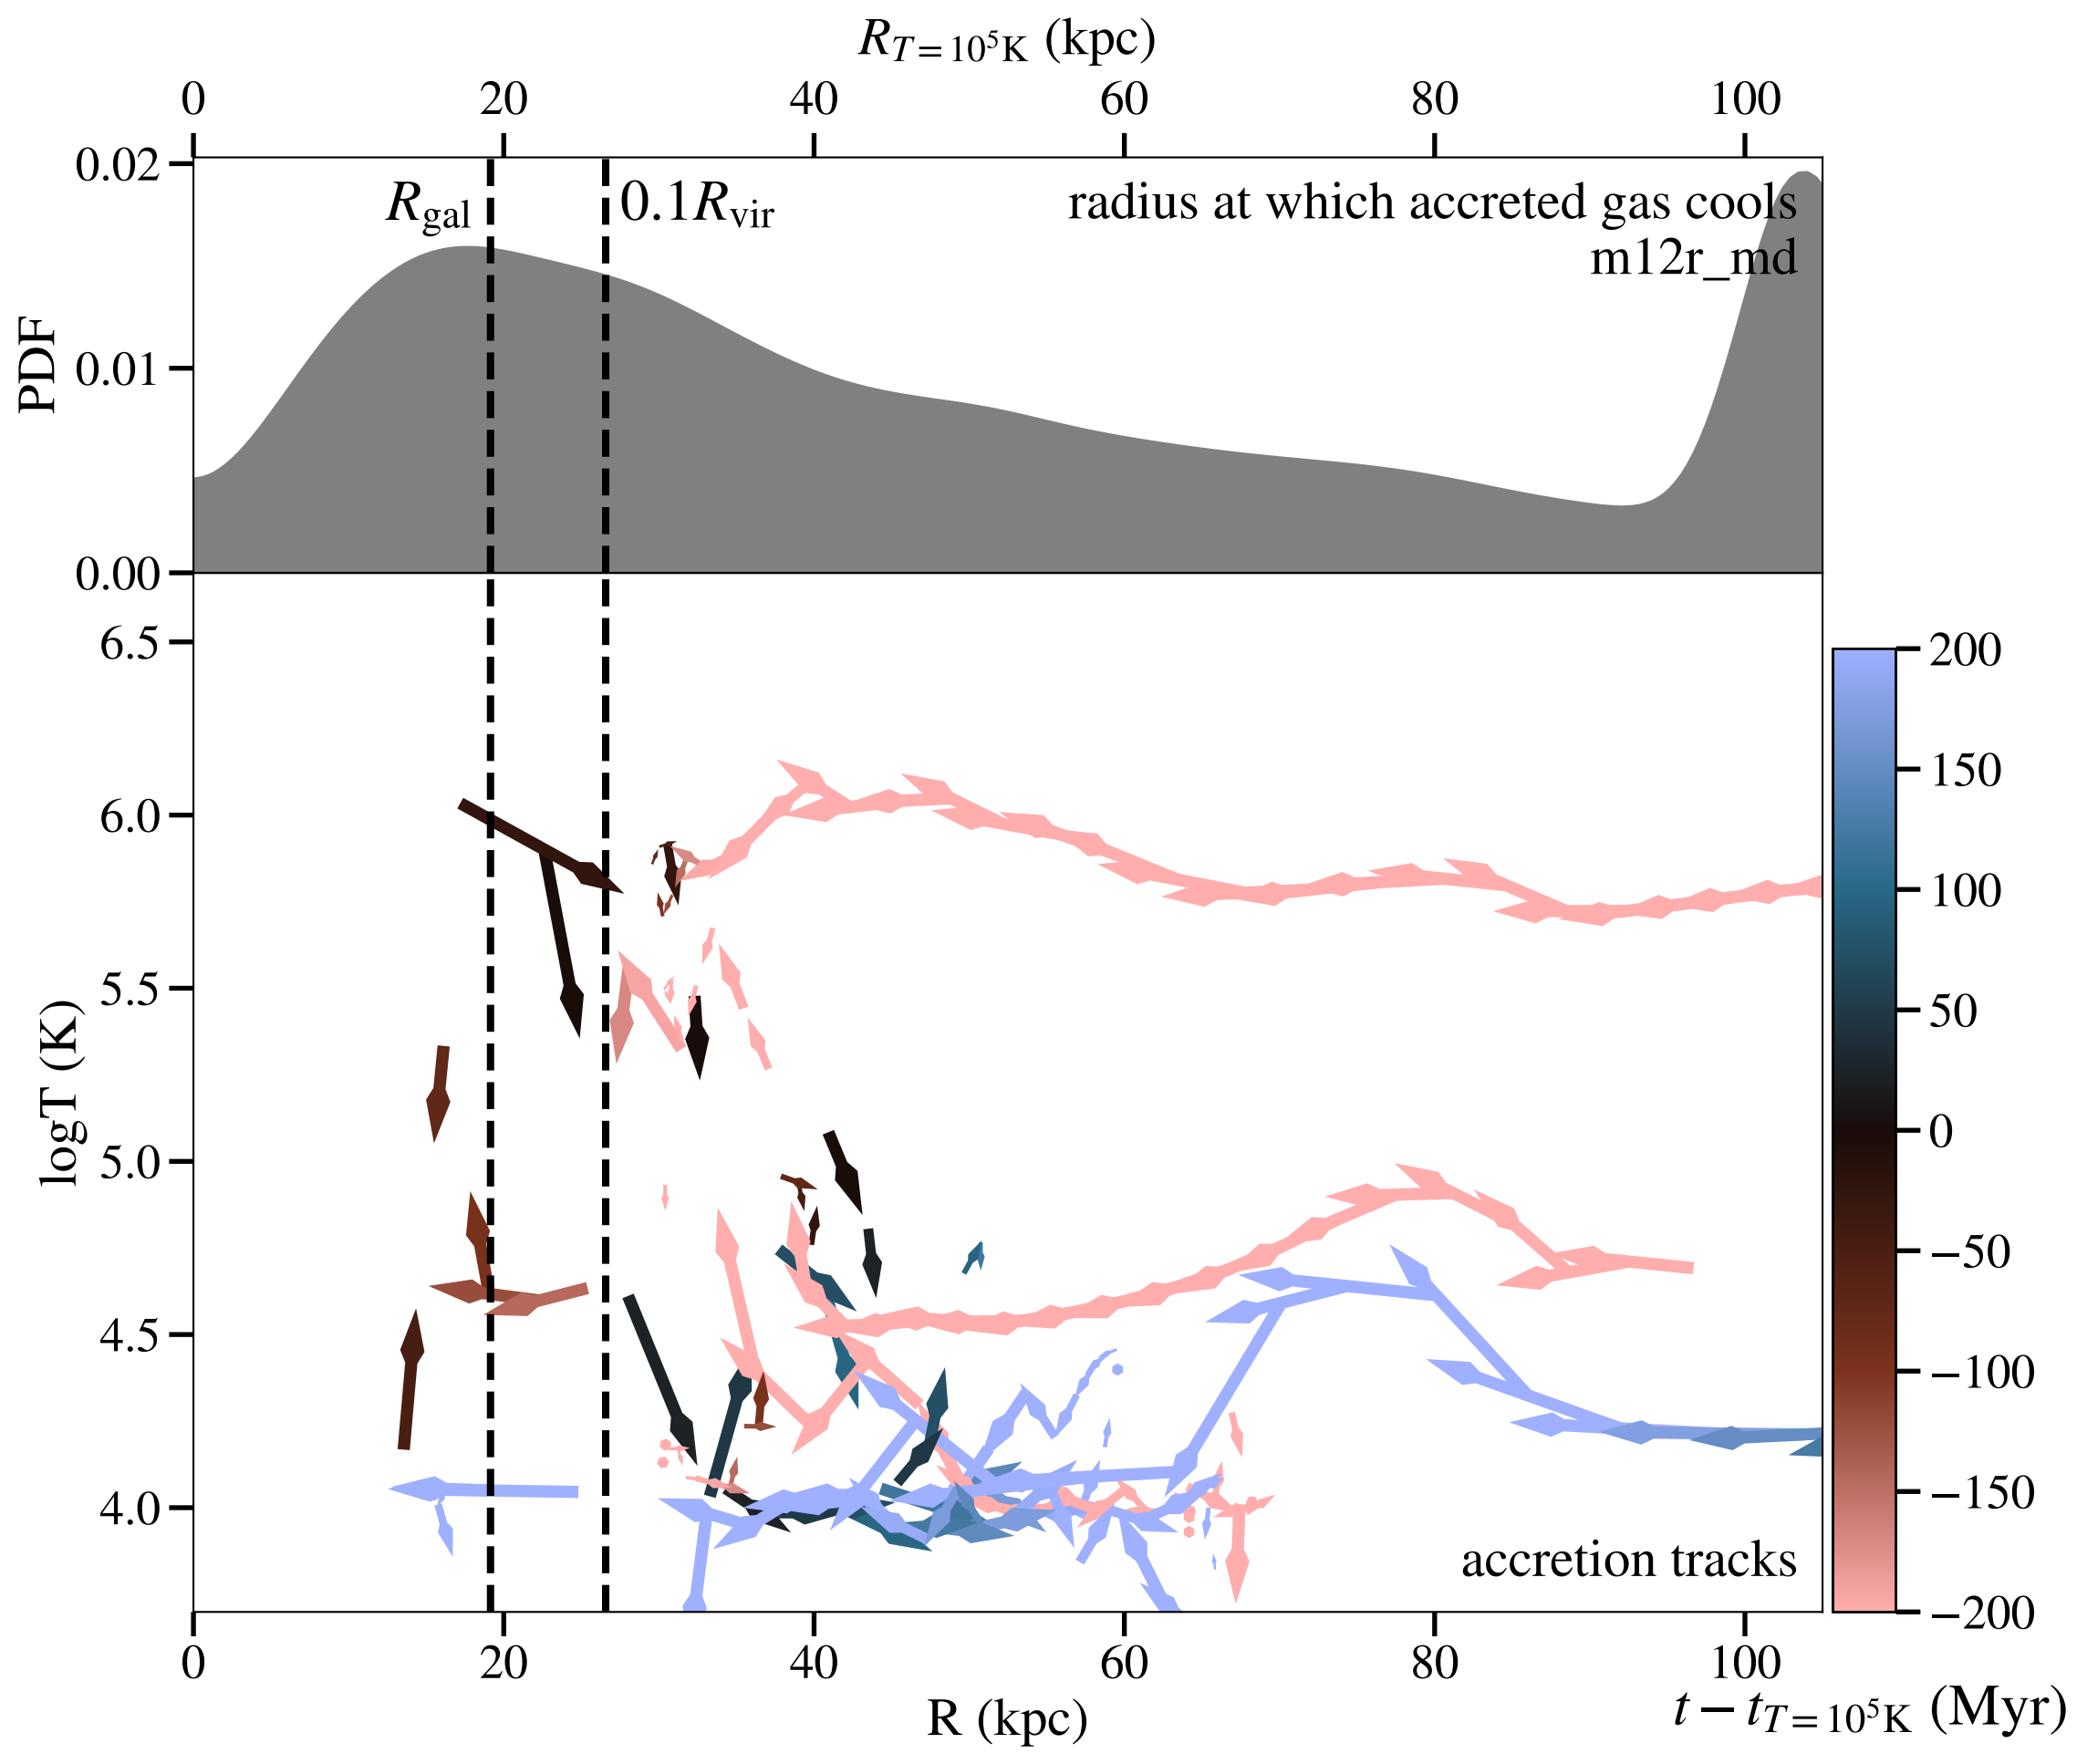 R_{T=10^5K} (kpc)
0 20 40 60 80 100
0.02
R_gal 0.1R_vir
radius at which accreted gas cools
m12r_md
PDF
0.01
0.00
6.5
6.0
5.5
logT (K)
5.0
4.5
4.0
accretion tracks
200
150
100
50
0
−50
−100
−150
−200
0 20 40 60 80 100
R (kpc)
t − t_{T=10^5K} (Myr)